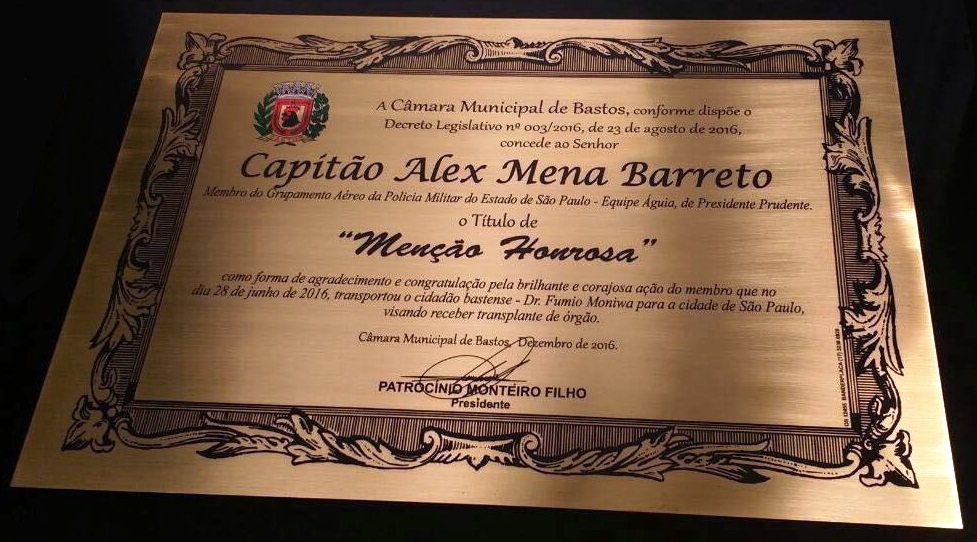 A Câmara Municipal de Bastos, conforme dispõe o
Decreto Legislativo nº 003/2016, de 23 de agosto de 2016,
concede ao Senhor
Capitão Alex Mena Barreto
Membro do Grupamento Aéreo da Policia Militar do Estado de São Paulo - Equipe Águia, de Presidente Prudente.
o Título de
"Menção Honrosa"
como forma de agradecimento e congratulação pela brilhante e corajosa ação do membro que no
dia 28 de junho de 2016, transportou o cidadão bastense - Dr. Fumio Moniwa para a cidade de São Paulo,
visando receber transplante de órgão.
Câmara Municipal de Bastos, Dezembro de 2016.
PATROCÍNIO MONTEIRO FILHO
Presidente